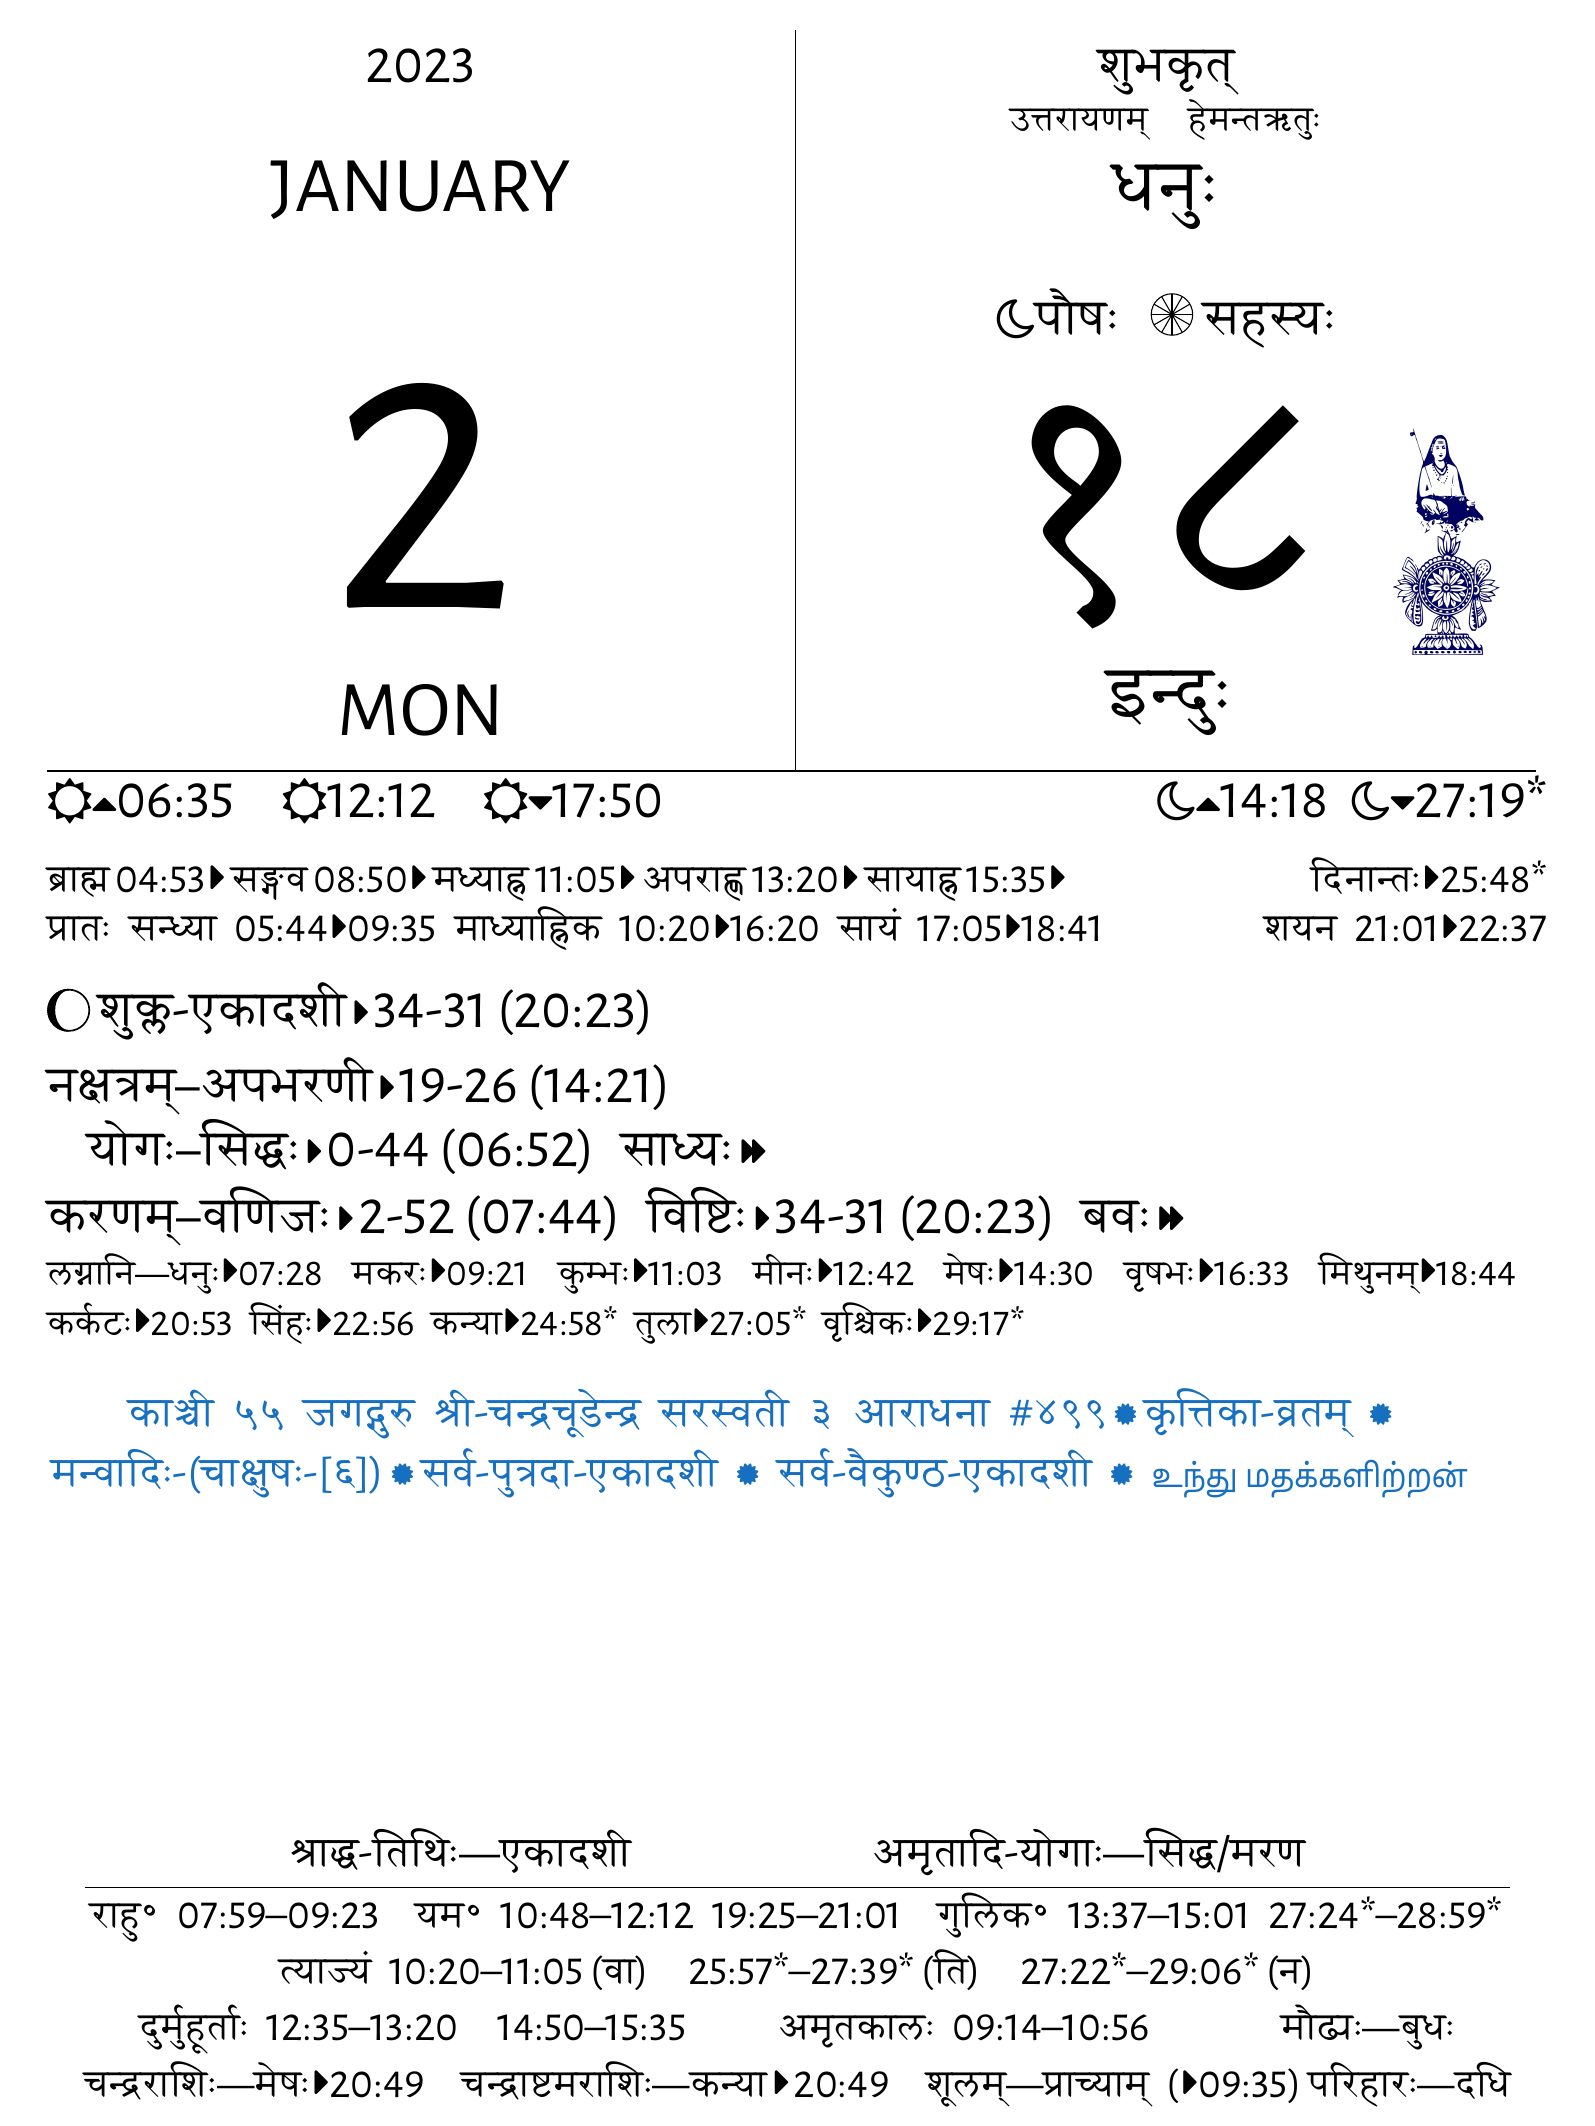 2023
JANUARY
2
MON
शुभकृत्
उत्तरायणम् हेमन्तऋतुः
धनुः
पौषः सहस्यः
१८
इन्दुः
06:35 12:12 17:50 14:18 27:19*
ब्राह्म 04:53 सङ्गव 08:50 मध्याह्न 11:05 अपराह्ण 13:20 सायाह्न 15:35 दिनान्तः 25:48*
प्रातः सन्ध्या 05:44 09:35 माध्याह्निक 10:20 16:20 सायं 17:05 18:41 शयन 21:01 22:37
शुक्ल-एकादशी 34-31 (20:23)
नक्षत्रम्–अपभरणी 19-26 (14:21)
योगः–सिद्धः 0-44 (06:52) साध्यः
करणम्–वणिजः 2-52 (07:44) विष्टिः 34-31 (20:23) बवः
लग्नानि—धनुः 07:28 मकरः 09:21 कुम्भः 11:03 मीनः 12:42 मेषः 14:30 वृषभः 16:33 मिथुनम् 18:44
कर्कटः 20:53 सिंहः 22:56 कन्या 24:58* तुला 27:05* वृश्चिकः 29:17*
काञ्ची ५५ जगद्गुरु श्री-चन्द्रचूडेन्द्र सरस्वती ३ आराधना #४९९ कृत्तिका-व्रतम्
मन्वादिः-(चाक्षुषः-[६]) सर्व-पुत्रदा-एकादशी सर्व-वैकुण्ठ-एकादशी உந்து மதக்களிற்றன்
श्राद्ध-तिथिः—एकादशी अमृतादि-योगाः—सिद्ध/मरण
राहु॰ 07:59–09:23 यम॰ 10:48–12:12 19:25–21:01 गुलिक॰ 13:37–15:01 27:24*–28:59*
त्याज्यं 10:20–11:05 (वा) 25:57*–27:39* (ति) 27:22*–29:06* (न)
दुर्मुहूर्ताः 12:35–13:20 14:50–15:35 अमृतकालः 09:14–10:56 मौढ्यः—बुधः
चन्द्रराशिः—मेषः 20:49 चन्द्राष्टमराशिः—कन्या 20:49 शूलम्—प्राच्याम् (09:35) परिहारः—दधि